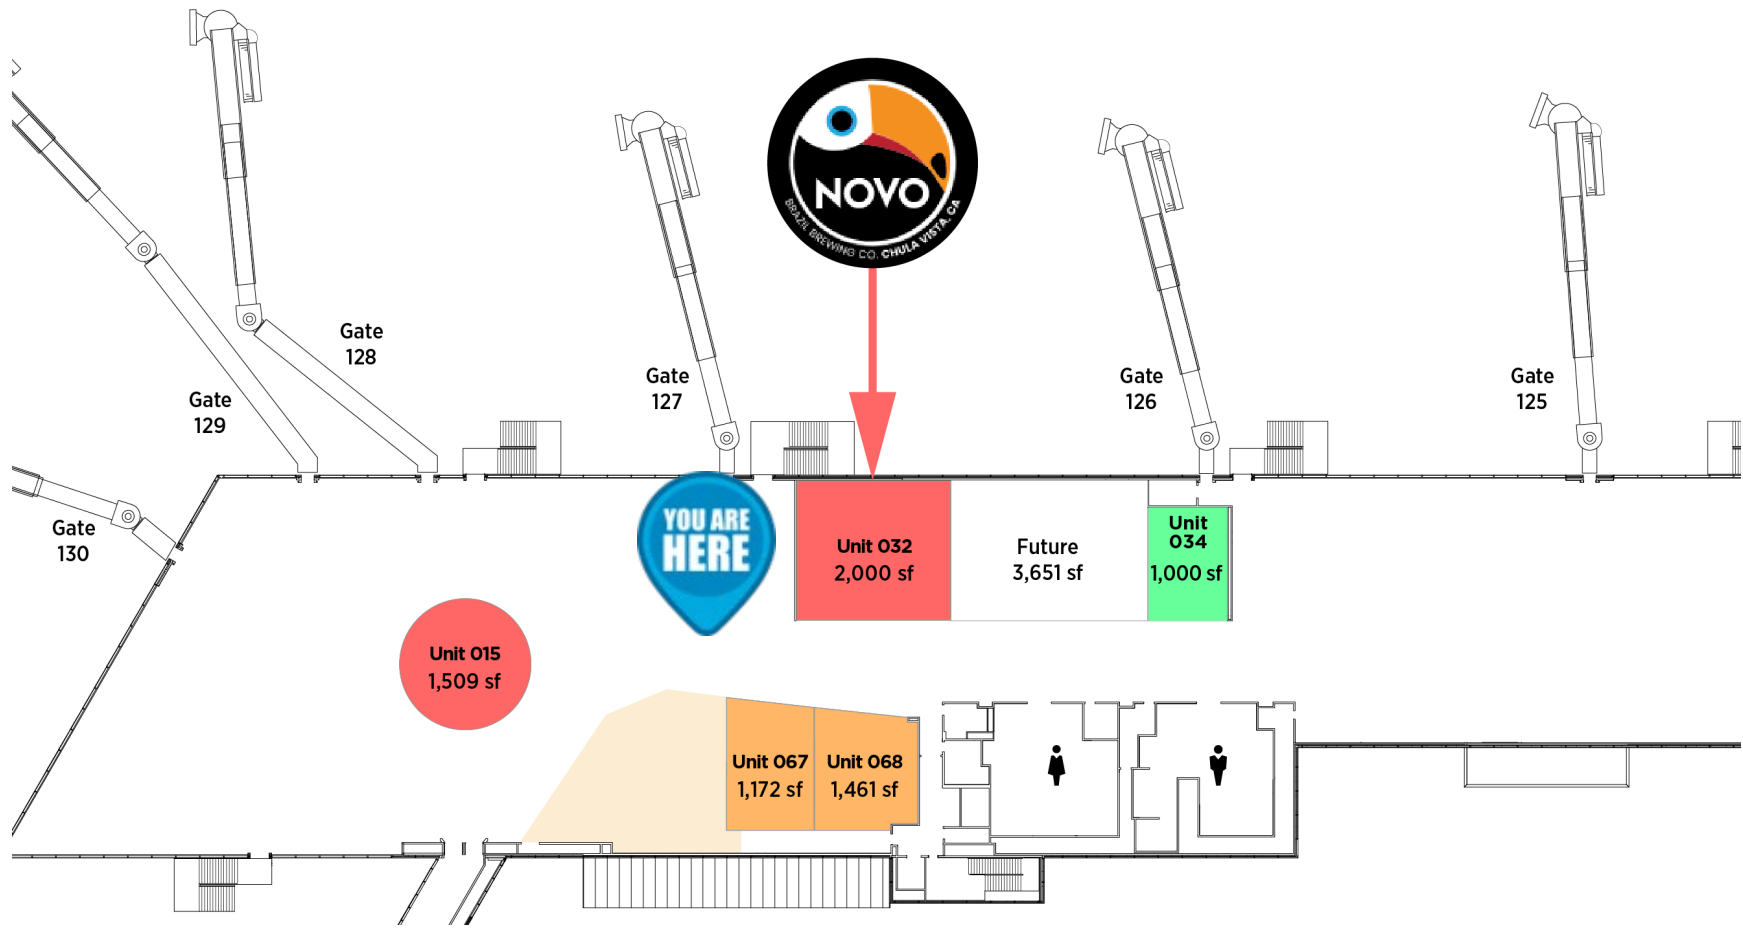 NOVO
BRAZIL BREWING CO. CHULA VISTA, CA
Gate
128
Gate
129
Gate
127
Gate
126
Gate
125
Gate
130
YOU ARE
HERE
Unit 032
2,000 sf
Future
3,651 sf
Unit
034
1,000 sf
Unit 015
1,509 sf
Unit 067
1,172 sf
Unit 068
1,461 sf